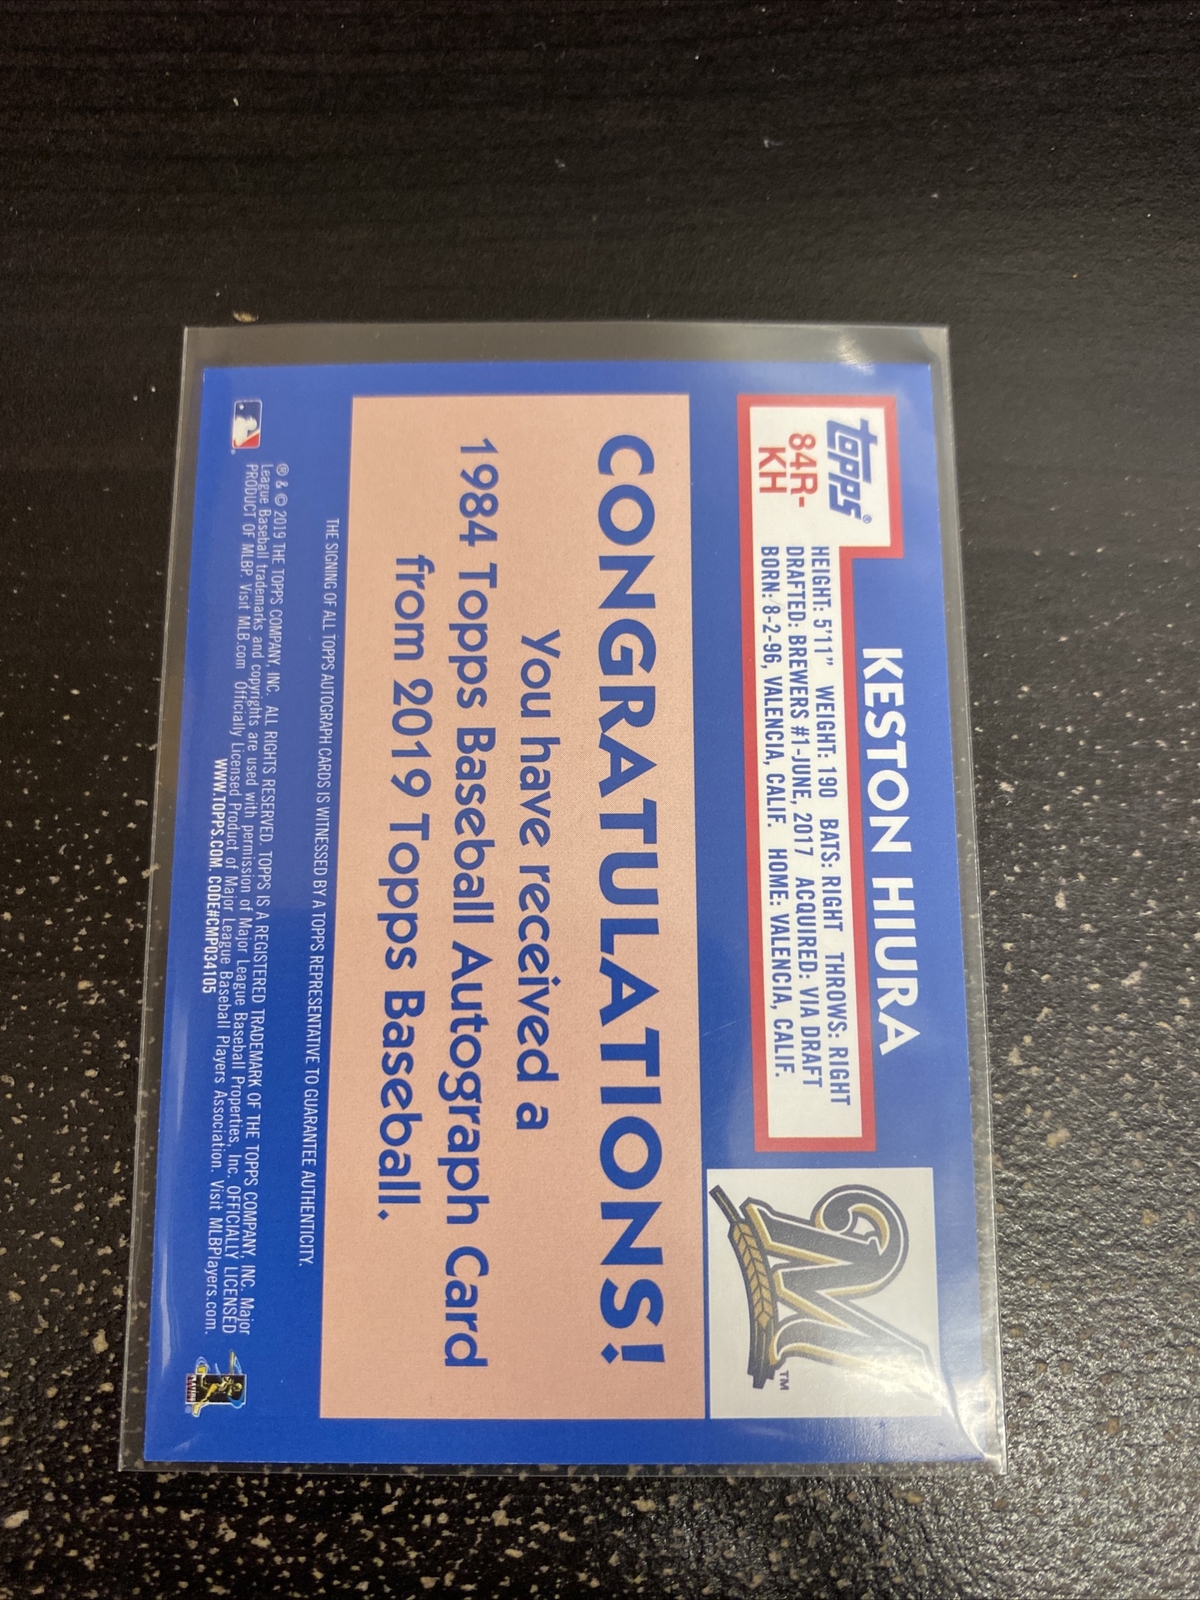 KESTON HIURA
topps®
84R-
KH
HEIGHT: 5'11" WEIGHT: 190 BATS: RIGHT THROWS: RIGHT
DRAFTED: BREWERS #1-JUNE, 2017 ACQUIRED: VIA DRAFT
BORN: 8-2-96, VALENCIA, CALIF. HOME: VALENCIA, CALIF.
M
™
CONGRATULATIONS!
You have received a
1984 Topps Baseball Autograph Card
from 2019 Topps Baseball.
THE SIGNING OF ALL TOPPS AUTOGRAPH CARDS IS WITNESSED BY A TOPPS REPRESENTATIVE TO GUARANTEE AUTHENTICITY.
® & © 2019 THE TOPPS COMPANY, INC. ALL RIGHTS RESERVED. TOPPS IS A REGISTERED TRADEMARK OF THE TOPPS COMPANY, INC. Major
League Baseball trademarks and copyrights are used with permission of Major League Baseball Properties, Inc. OFFICIALLY LICENSED
PRODUCT OF MLBP. Visit MLB.com Officially Licensed Product of Major League Baseball Players Association. Visit MLBPlayers.com.
WWW.TOPPS.COM. CODE#CMP034105